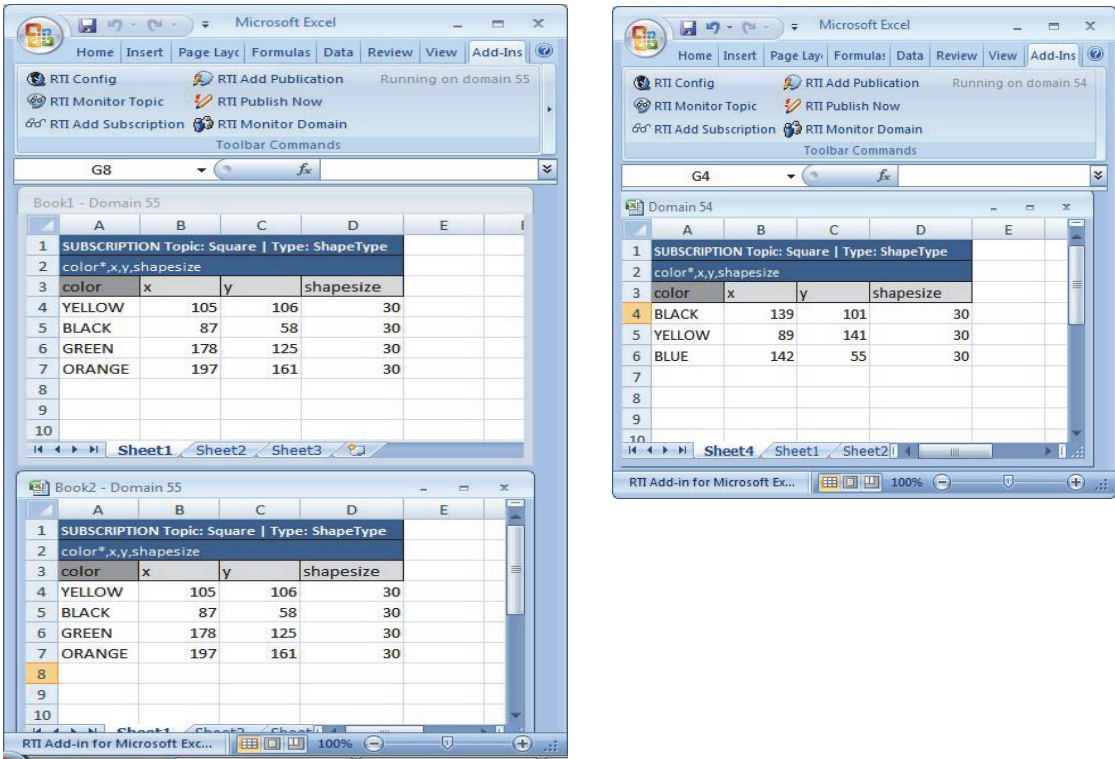 Microsoft Excel
Home Insert Page Layc Formulas Data Review View Add-Ins
RTI Config RTI Add Publication Running on domain 55
RTI Monitor Topic RTI Publish Now
RTI Add Subscription RTI Monitor Domain
Toolbar Commands
G8 fx
Book1 - Domain 55
A B C D E
1 SUBSCRIPTION Topic: Square | Type: ShapeType
2 color*,x,y,shapesize
3 color x y shapesize
4 YELLOW 105 106 30
5 BLACK 87 58 30
6 GREEN 178 125 30
7 ORANGE 197 161 30
8
9
10
Sheet1 Sheet2 Sheet3
Book2 - Domain 55
A B C D E
1 SUBSCRIPTION Topic: Square | Type: ShapeType
2 color*,x,y,shapesize
3 color x y shapesize
4 YELLOW 105 106 30
5 BLACK 87 58 30
6 GREEN 178 125 30
7 ORANGE 197 161 30
8
9
10
Sheet1 Sheet2 Sheet
RTI Add-in for Microsoft Exc... 100%
Microsoft Excel
Home Insert Page Lay Formulas Data Review View Add-Ins
RTI Config RTI Add Publication Running on domain 54
RTI Monitor Topic RTI Publish Now
RTI Add Subscription RTI Monitor Domain
Toolbar Commands
G4 fx
Domain 54
A B C D E
1 SUBSCRIPTION Topic: Square | Type: ShapeType
2 color*,x,y,shapesize
3 color x y shapesize
4 BLACK 139 101 30
5 YELLOW 89 141 30
6 BLUE 142 55 30
7
8
9
10
Sheet4 Sheet1 Sheet2
RTI Add-in for Microsoft Ex... 100%